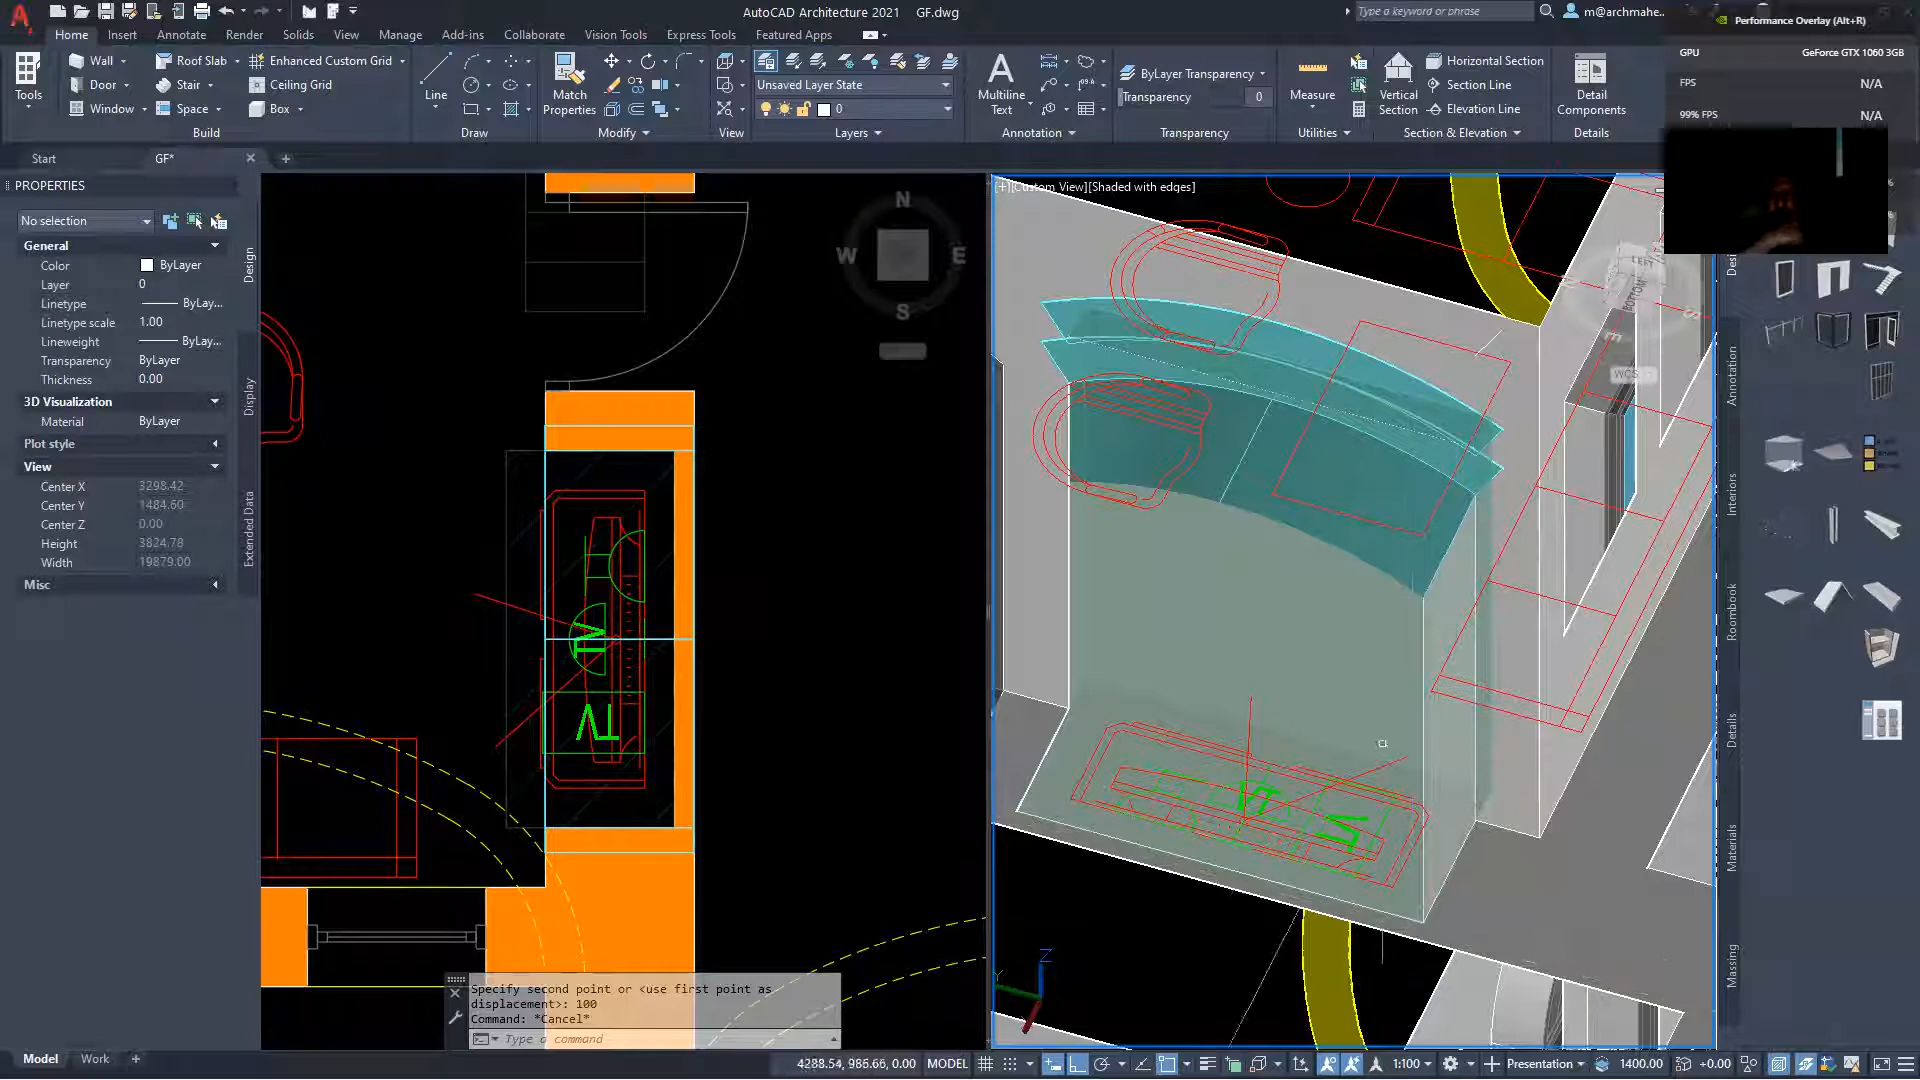 AutoCAD Architecture 2021 GF.dwg
Type a keyword or phrase
m@archmahe...
Performance Overlay (Alt+R)
Home Insert Annotate Render Solids View Manage Add-ins Collaborate Vision Tools Express Tools Featured Apps
GPU GeForce GTX 1060 3GB
FPS N/A
99% FPS N/A
Tools
Wall Roof Slab Enhanced Custom Grid
Door Stair Ceiling Grid
Window Space Box
Build
Line
Draw
Match
Properties
Modify
View
Unsaved Layer State
0
Layers
Multiline
Text
Annotation
ByLayer Transparency
Transparency 0
Transparency
Measure
Utilities
Vertical
Section
Horizontal Section
Section Line
Elevation Line
Section & Elevation
Detail
Components
Details
Start GF*
PROPERTIES
No selection
General
Color ByLayer
Layer 0
Linetype ByLay...
Linetype scale 1.00
Lineweight ByLay...
Transparency ByLayer
Thickness 0.00
3D Visualization
Material ByLayer
Plot style
View
Center X 3298.42
Center Y 1484.60
Center Z 0.00
Height 3824.78
Width 19879.00
Misc
Design
Display
Extended Data
N
W E
S
TV
TV
[+][Custom View][Shaded with edges]
LEFT
BOTTOM
S
E
WCS
Annotation
Interiors
Roombook
Details
Materials
Massing
Z
Y
Specify second point or <use first point as
displacement>: 100
Command: *Cancel*
Type a command
Model Work +
4288.54, 986.66, 0.00 MODEL
1:100
Presentation
1400.00
+0.00